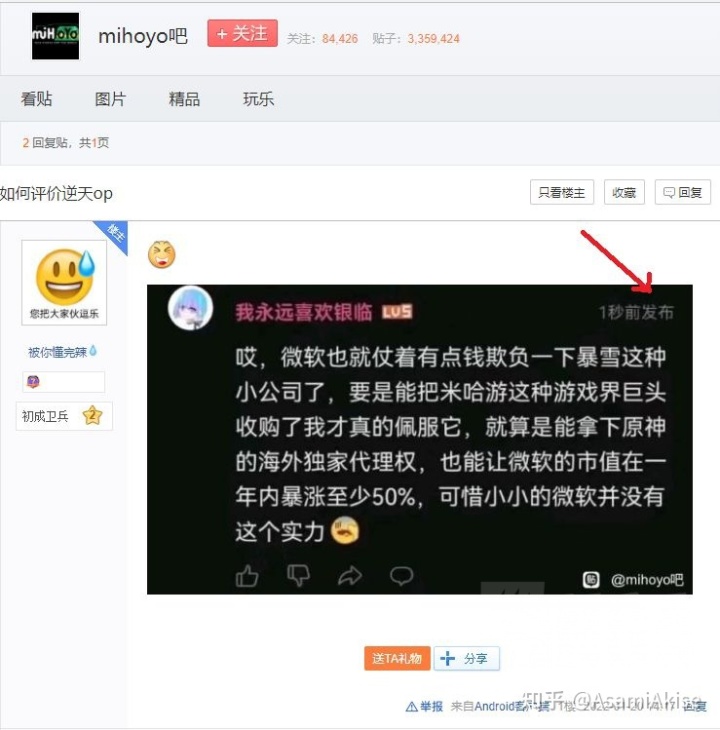 miHoYo
mihoyo吧
+ 关注
关注：84,426 贴子：3,359,424
看贴 图片 精品 玩乐
2 回复贴，共1页
如何评价逆天op
只看楼主 收藏 回复
楼主
您把大家伙逗乐
被你懂完辣
初成卫兵 2
我永远喜欢银临 LV5
1秒前发布
哎，微软也就仗着有点钱欺负一下暴雪这种
小公司了，要是能把米哈游这种游戏界巨头
收购了我才真的佩服它，就算是能拿下原神
的海外独家代理权，也能让微软的市值在一
年内暴涨至少50%，可惜小小的微软并没有
这个实力
贴 @mihoyo吧
送TA礼物 分享
举报 来自Android客户端 1楼 回复
知乎 @AsamiAkise